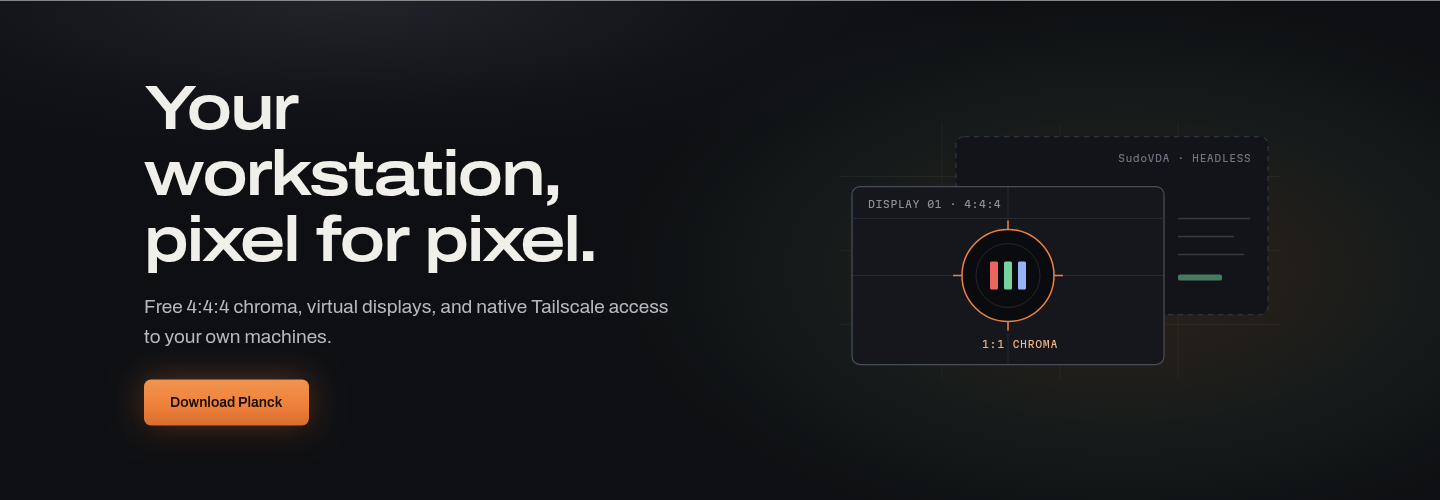 Your
workstation,
pixel for pixel.
Free 4:4:4 chroma, virtual displays, and native Tailscale access
to your own machines.
Download Planck
SudoVDA · HEADLESS
DISPLAY 01 · 4:4:4
1:1 CHROMA